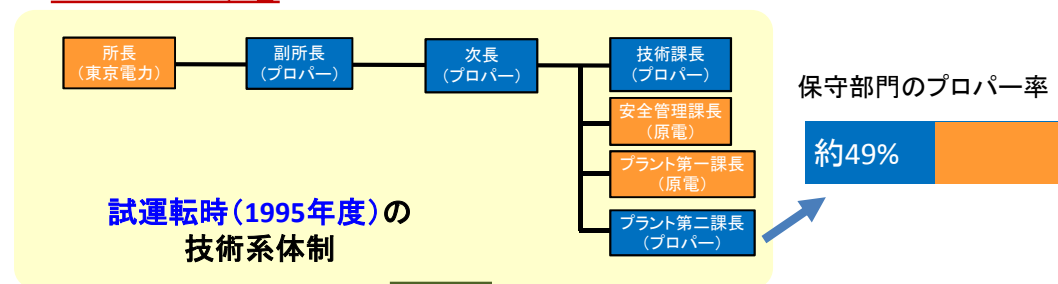 所長
（東京電力）
副所長
（プロパー）
次長
（プロパー）
技術課長
（プロパー）
安全管理課長
（原電）
プラント第一課長
（原電）
プラント第二課長
（プロパー）
試運転時（1995年度）の
技術系体制
保守部門のプロパー率
約49%